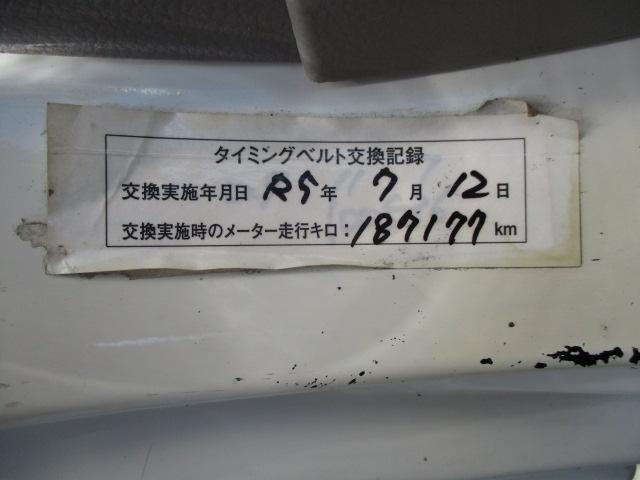 タイミングベルト交換記録
交換実施年月日 R5年 7月 12日
交換実施時のメーター走行キロ:187177km